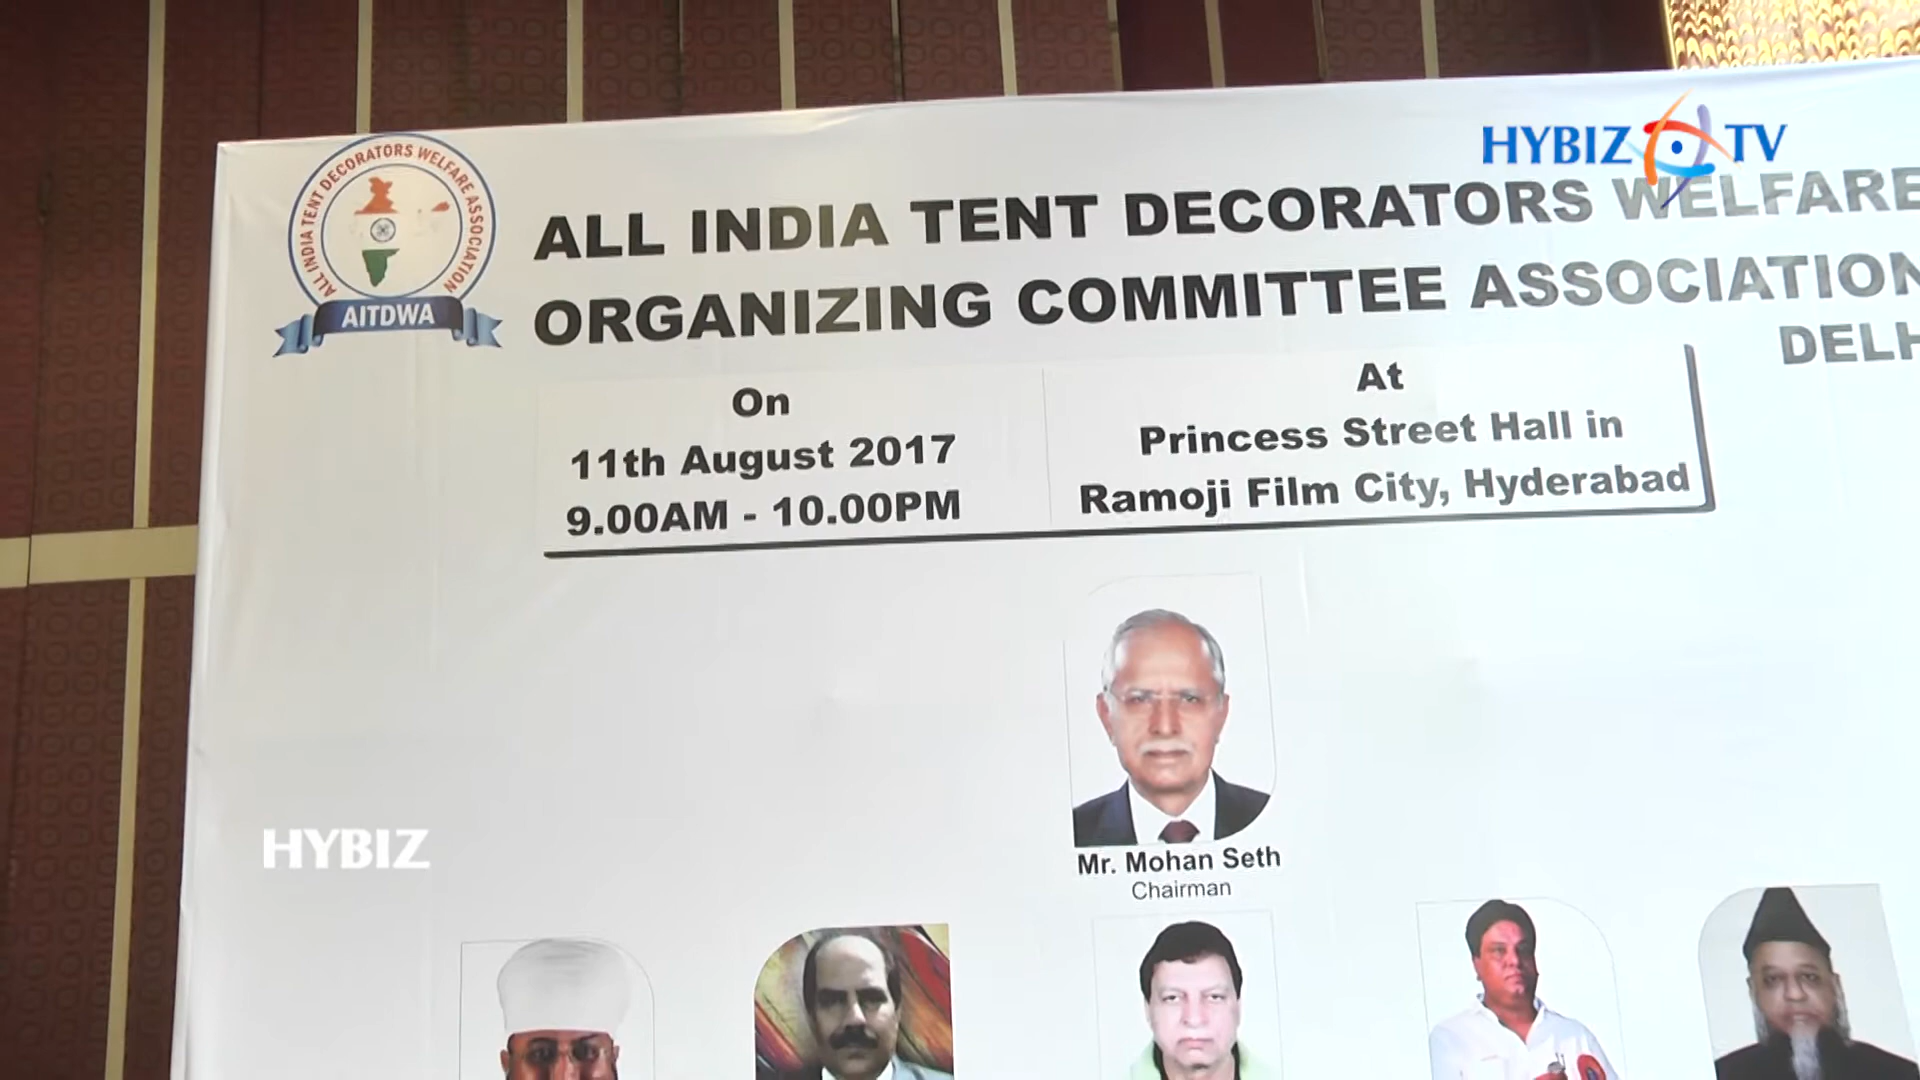 HYBIZ TV
ALL INDIA TENT DECORATORS WELFARE ASSOCIATION
AITDWA
ALL INDIA TENT DECORATORS WELFARE
ORGANIZING COMMITTEE ASSOCIATION
DELH
On
11th August 2017
9.00AM - 10.00PM
At
Princess Street Hall in
Ramoji Film City, Hyderabad
Mr. Mohan Seth
Chairman
HYBIZ